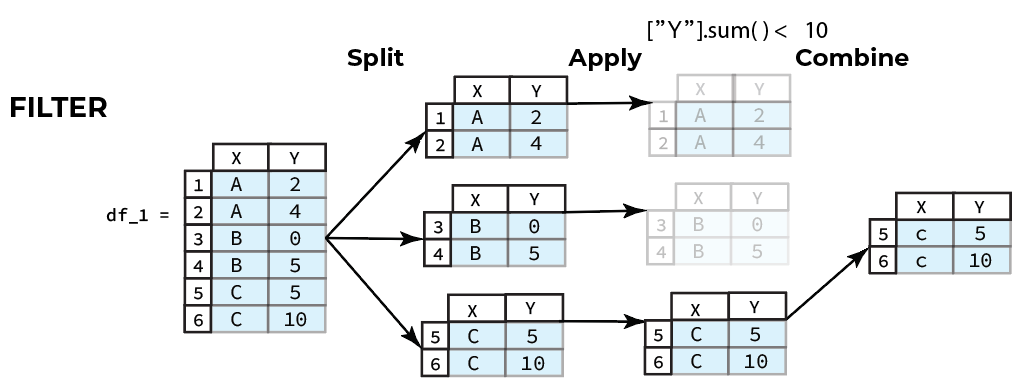 ["Y"].sum( ) < 10
Split
Apply
Combine
FILTER
df_1 =
X Y
1 A 2
2 A 4
3 B 0
4 B 5
5 C 5
6 C 10
X Y
1 A 2
2 A 4
X Y
3 B 0
4 B 5
X Y
5 C 5
6 C 10
X Y
1 A 2
2 A 4
X Y
3 B 0
4 B 5
X Y
5 C 5
6 C 10
X Y
5 c 5
6 c 10